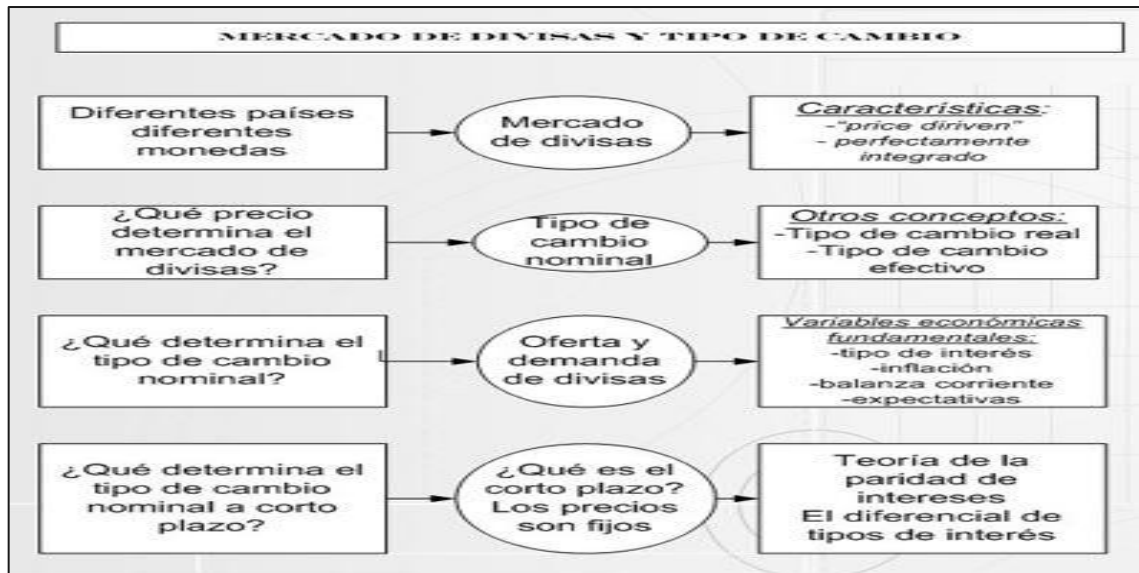 MERCADO DE DIVISAS Y TIPO DE CAMBIO
Diferentes países
diferentes
monedas
Mercado
de divisas
Características:
-"price diriven"
- perfectamente
integrado
¿Qué precio
determina el
mercado de
divisas?
Tipo de
cambio
nominal
Otros conceptos:
-Tipo de cambio real
-Tipo de cambio
efectivo
¿Qué determina el
tipo de cambio
nominal?
Oferta y
demanda
de divisas
Variables económicas
fundamentales:
-tipo de interés
-inflación
-balanza corriente
-expectativas
¿Qué determina el
tipo de cambio
nominal a corto
plazo?
¿Qué es el
corto plazo?
Los precios
son fijos
Teoría de la
paridad de
intereses
El diferencial de
tipos de interés